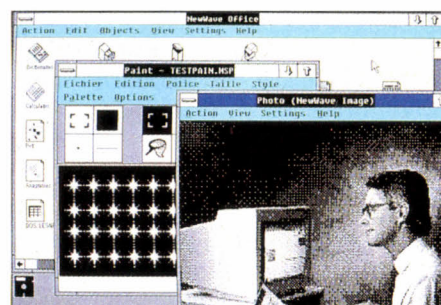 NewWave Office
Action Edit Objects View Settings Help
Paint - TESTPAIN.MSP
Fichier Edition Police Taille Style
Palette Options
Photo (NewWave Image)
Action View Settings Help